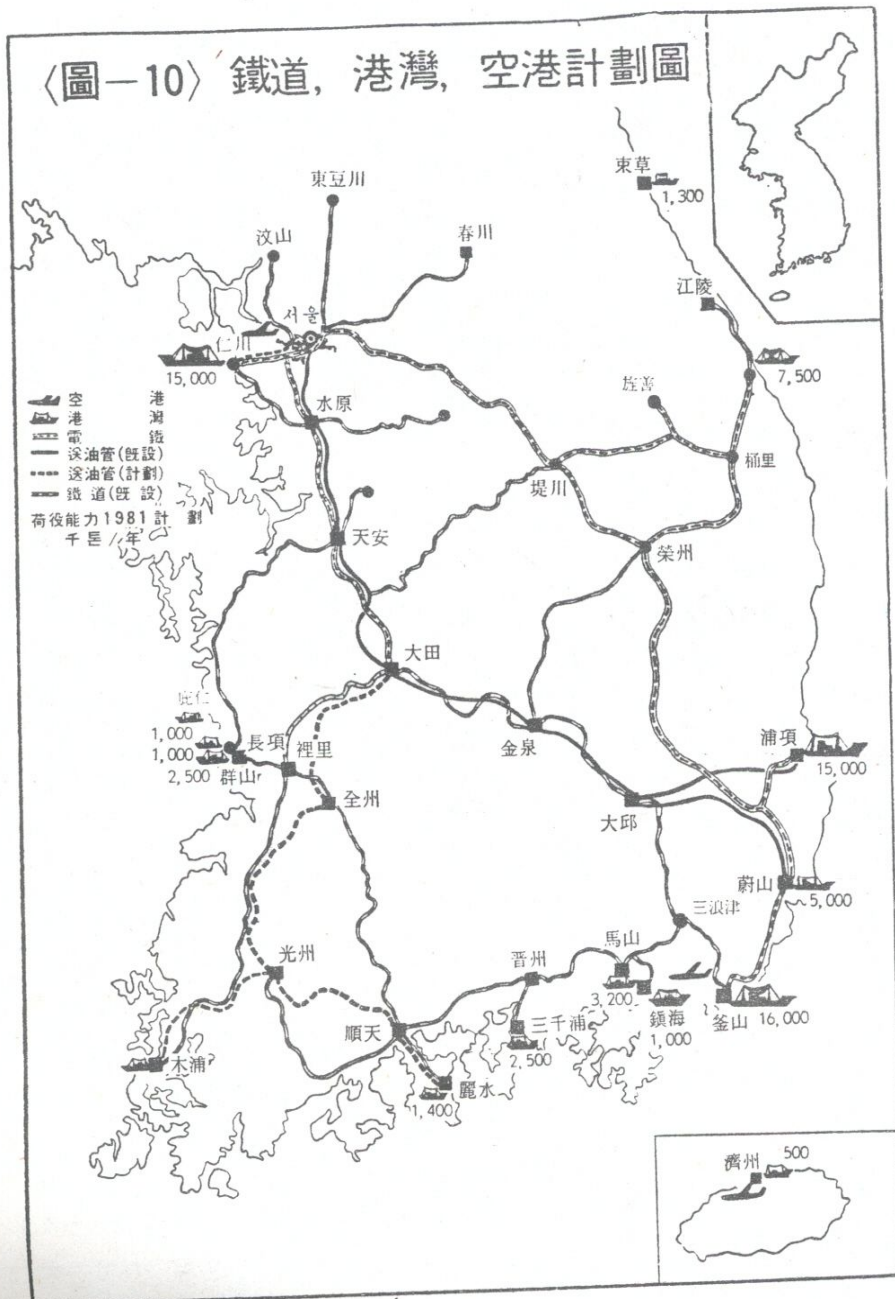 〈圖-10〉 鐵道, 港灣, 空港計劃圖
束草
1,300
東豆川
汶山
春川
江陵
서울
仁川
15,000
7,500
旌善
水原
空 港
港 灣
電 鐵
送油管(旣設)
送油管(計劃)
鐵道(旣設)
荷役能力1981計劃
千톤/年
堤川
桶里
天安
榮州
大田
庇仁
1,000
長項
1,000
2,500
群山
裡里
金泉
浦項
15,000
全州
大邱
蔚山
5,000
三浪津
光州
晋州
馬山
3,200
鎭海
1,000
釜山
16,000
順天
三千浦
2,500
木浦
麗水
1,400
濟州
500